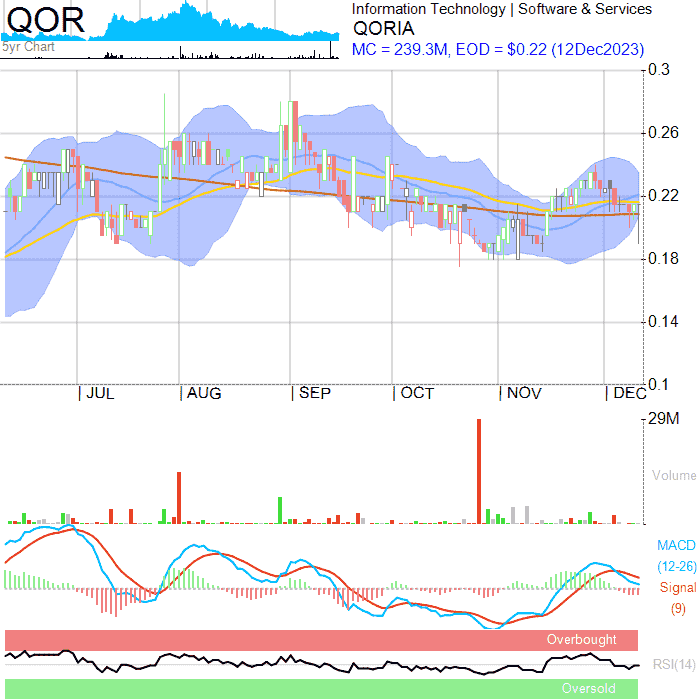 QOR
5yr Chart
Information Technology | Software & Services
QORIA
MC = 239.3M, EOD = $0.22 (12Dec2023)
0.3
0.26
0.22
0.18
0.14
0.1
| JUL | AUG | SEP | OCT | NOV | DEC
29M
Volume
MACD
(12-26)
Signal
(9)
Overbought
RSI(14)
Oversold